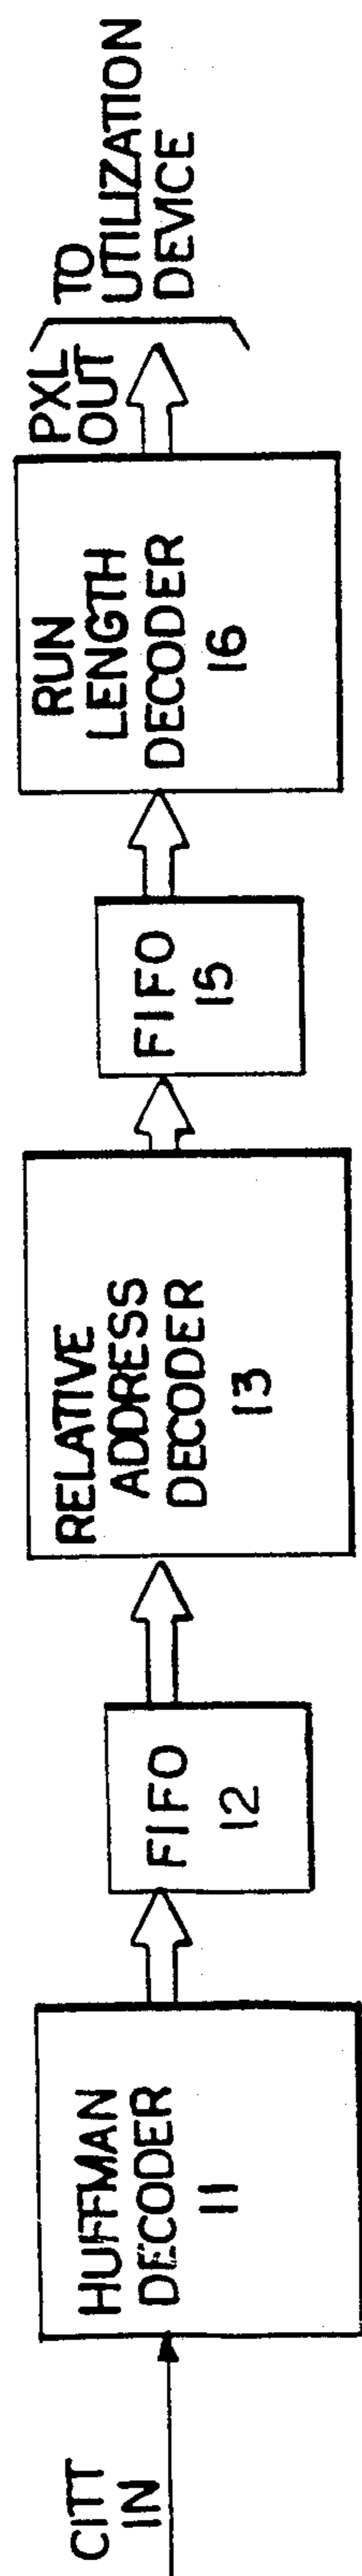 CITT
IN
HUFFMAN
DECODER
11
FIFO
12
RELATIVE
ADDRESS
DECODER
13
FIFO
15
RUN
LENGTH
DECODER
16
PXL
OUT
TO
UTILIZATION
DEVICE